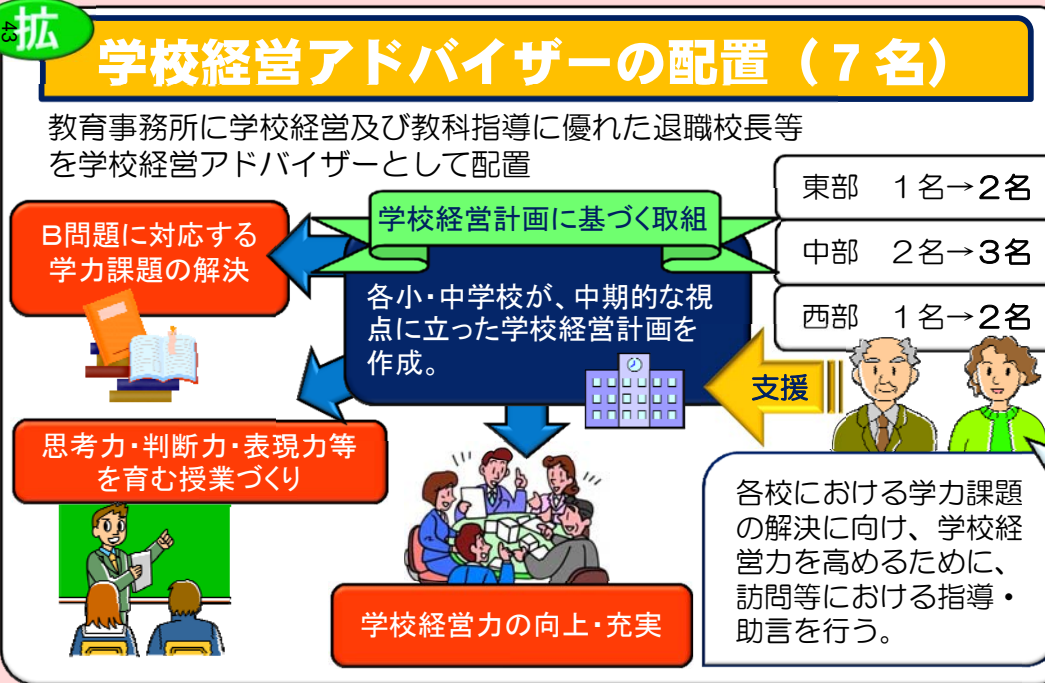 43
拡
学校経営アドバイザーの配置（７名）
教育事務所に学校経営及び教科指導に優れた退職校長等
を学校経営アドバイザーとして配置
東部　１名→２名
中部　２名→３名
西部　１名→２名
学校経営計画に基づく取組
各小・中学校が、中期的な視
点に立った学校経営計画を
作成。
B問題に対応する
学力課題の解決
思考力・判断力・表現力等
を育む授業づくり
学校経営力の向上・充実
支援
各校における学力課題
の解決に向け、学校経
営力を高めるために、
訪問等における指導・
助言を行う。